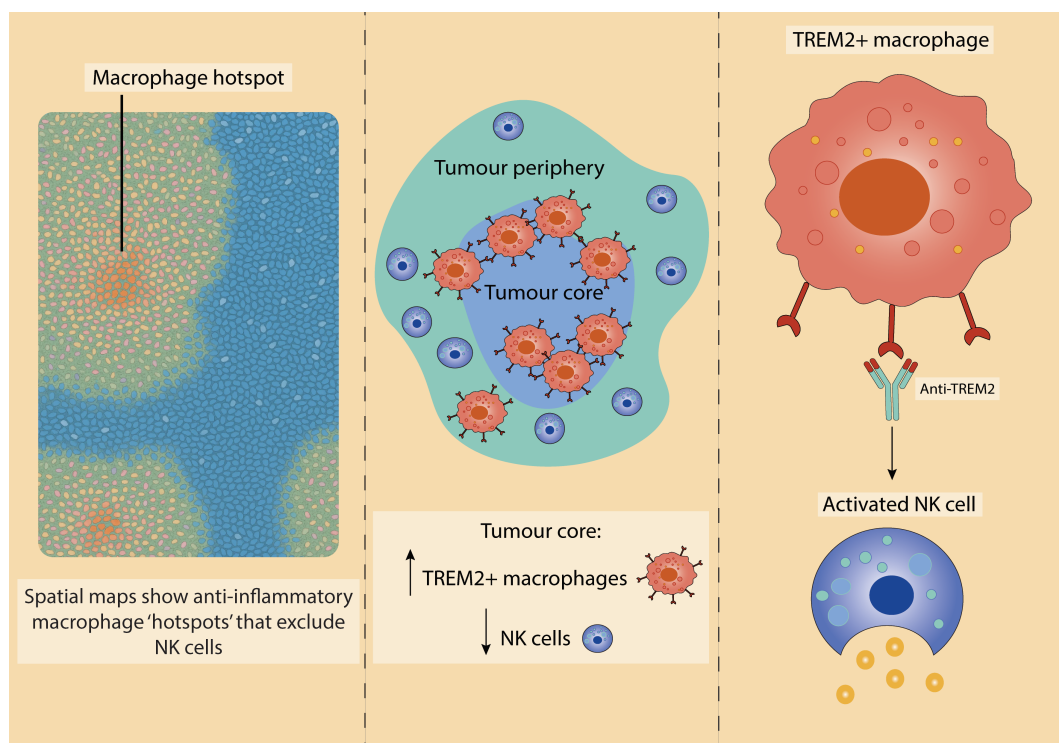 Macrophage hotspot
Spatial maps show anti-inflammatory
macrophage ‘hotspots’ that exclude
NK cells
Tumour periphery
Tumour core
Tumour core:
TREM2+ macrophages
NK cells
TREM2+ macrophage
Anti-TREM2
Activated NK cell